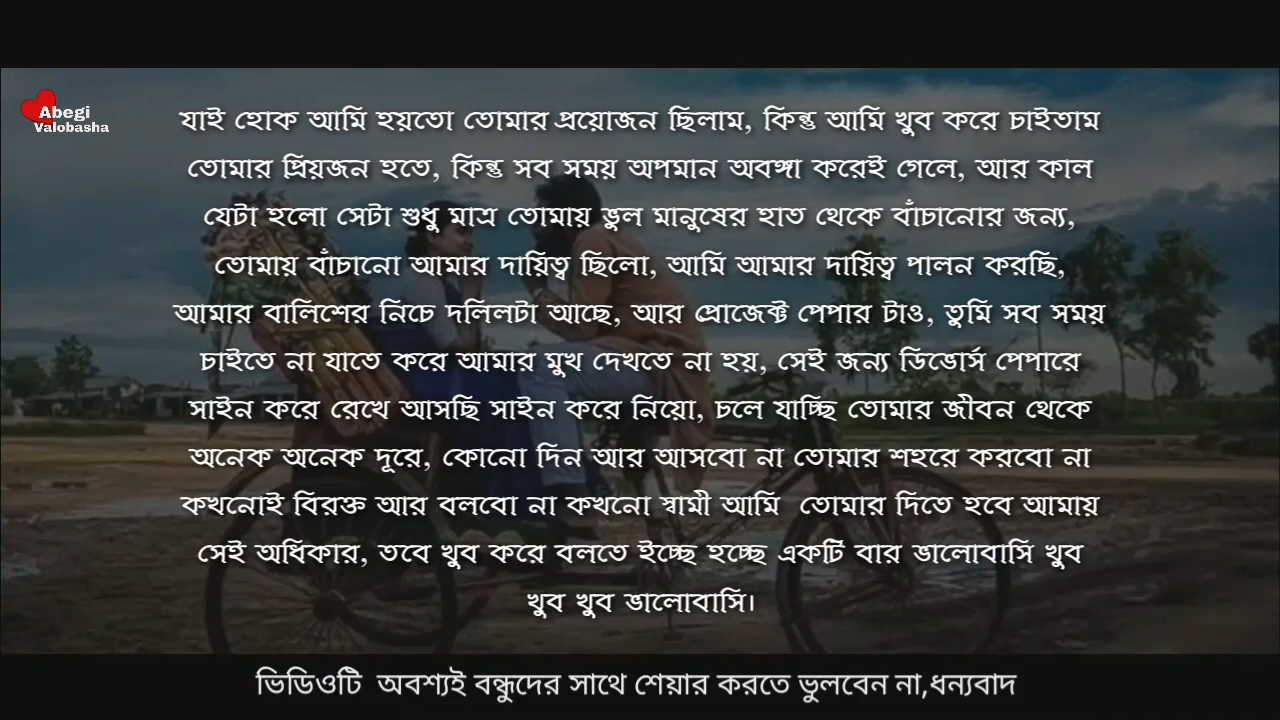 Abegi
Valobasha
যাই হোক আমি হয়তো তোমার প্রয়োজন ছিলাম, কিন্তু আমি খুব করে চাইতাম
তোমার প্রিয়জন হতে, কিন্তু সব সময় অপমান অবঙ্গা করেই গেলে, আর কাল
যেটা হলো সেটা শুধু মাত্র তোমায় ভুল মানুষের হাত থেকে বাঁচানোর জন্য,
তোমায় বাঁচানো আমার দায়িত্ব ছিলো, আমি আমার দায়িত্ব পালন করছি,
আমার বালিশের নিচে দলিলটা আছে, আর প্রোজেক্ট পেপার টাও, তুমি সব সময়
চাইতে না যাতে করে আমার মুখ দেখতে না হয়, সেই জন্য ডিভোর্স পেপারে
সাইন করে রেখে আসছি সাইন করে নিয়ো, চলে যাচ্ছি তোমার জীবন থেকে
অনেক অনেক দূরে, কোনো দিন আর আসবো না তোমার শহরে করবো না
কখনোই বিরক্ত আর বলবো না কখনো স্বামী আমি তোমার দিতে হবে আমায়
সেই অধিকার, তবে খুব করে বলতে ইচ্ছে হচ্ছে একটি বার ভালোবাসি খুব
খুব খুব ভালোবাসি।
ভিডিওটি অবশ্যই বন্ধুদের সাথে শেয়ার করতে ভুলবেন না,ধন্যবাদ